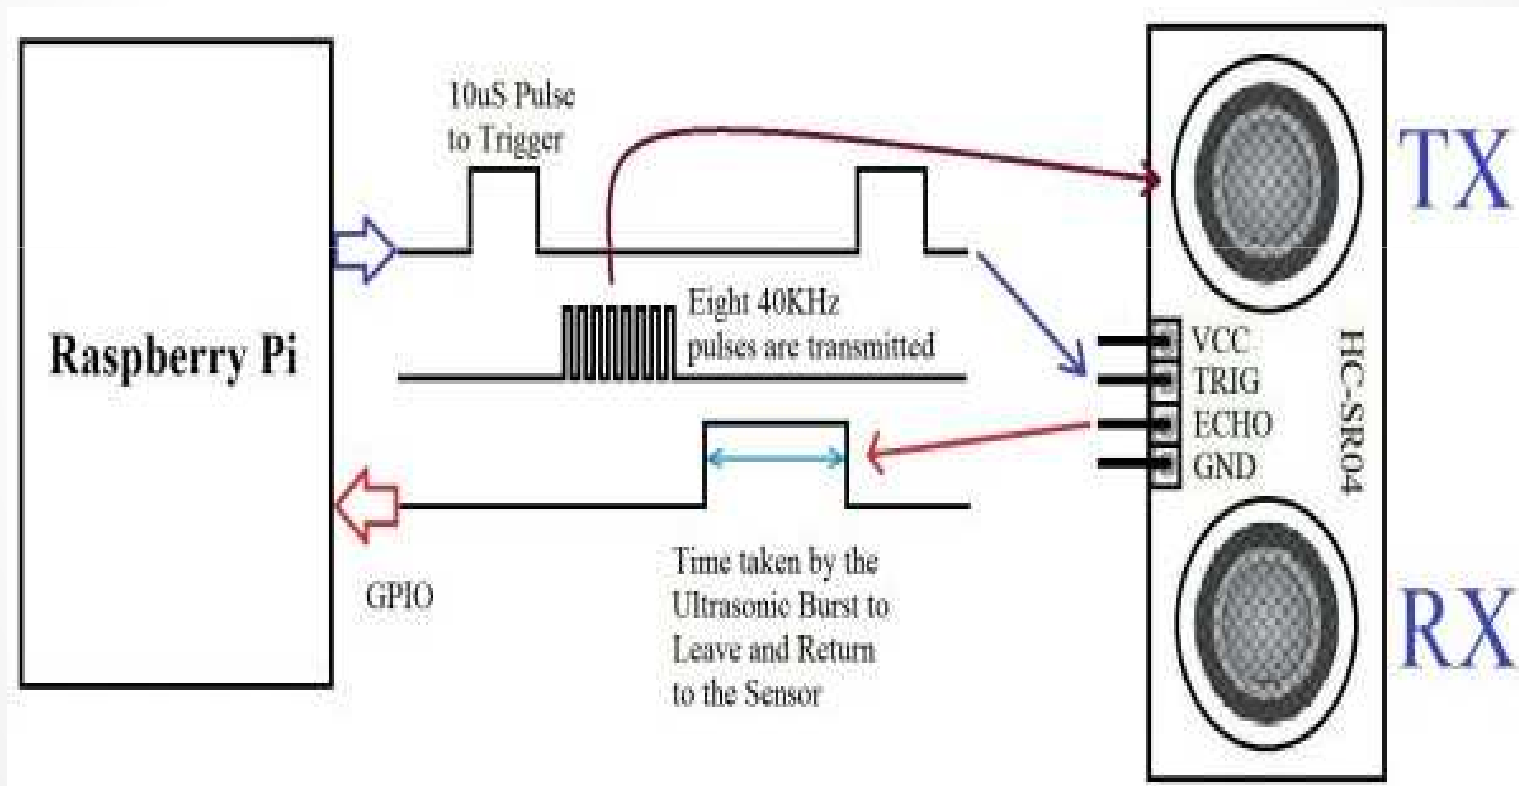 10uS Pulse
to Trigger
TX
Raspberry Pi
Eight 40KHz
pulses are transmitted
VCC
TRIG
ECHO
GND
HC-SR04
GPIO
Time taken by the
Ultrasonic Burst to
Leave and Return
to the Sensor
RX